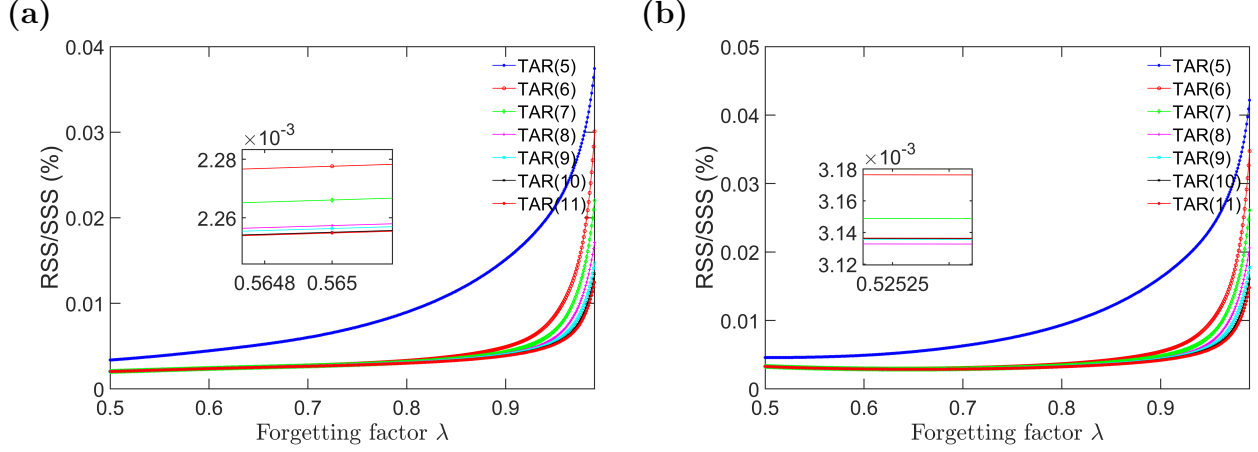 (a)
0.04
0.03
0.02
0.01
0
RSS/SSS (%)
0.5
0.6
0.7
0.8
0.9
Forgetting factor λ
TAR(5)
TAR(6)
TAR(7)
TAR(8)
TAR(9)
TAR(10)
TAR(11)
×10⁻³
2.28
2.26
0.5648
0.565
(b)
0.05
0.04
0.03
0.02
0.01
0
RSS/SSS (%)
0.5
0.6
0.7
0.8
0.9
Forgetting factor λ
TAR(5)
TAR(6)
TAR(7)
TAR(8)
TAR(9)
TAR(10)
TAR(11)
×10⁻³
3.18
3.16
3.14
3.12
0.52525